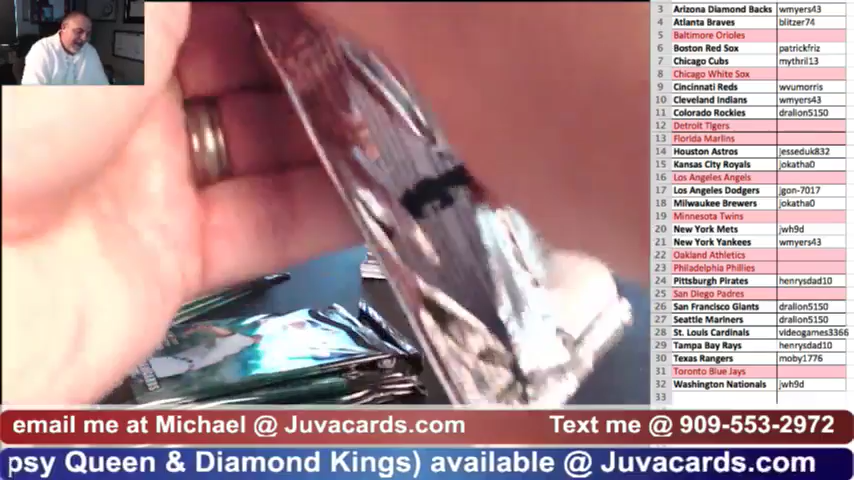 3 Arizona Diamond Backs wmyers43
4 Atlanta Braves blitzer74
5 Baltimore Orioles
6 Boston Red Sox patrickfriz
7 Chicago Cubs mythril13
8 Chicago White Sox
9 Cincinnati Reds wvumorris
10 Cleveland Indians wmyers43
11 Colorado Rockies dralion5150
12 Detroit Tigers
13 Florida Marlins
14 Houston Astros jesseduk832
15 Kansas City Royals jokatha0
16 Los Angeles Angels
17 Los Angeles Dodgers jgon-7017
18 Milwaukee Brewers jokatha0
19 Minnesota Twins
20 New York Mets jwh9d
21 New York Yankees wmyers43
22 Oakland Athletics
23 Philadelphia Phillies
24 Pittsburgh Pirates henrysdad10
25 San Diego Padres
26 San Francisco Giants dralion5150
27 Seattle Mariners dralion5150
28 St. Louis Cardinals videogames3366
29 Tampa Bay Rays henrysdad10
30 Texas Rangers moby1776
31 Toronto Blue Jays
32 Washington Nationals jwh9d
33
email me at Michael @ Juvacards.com Text me @ 909-553-2972
psy Queen & Diamond Kings) available @ Juvacards.com